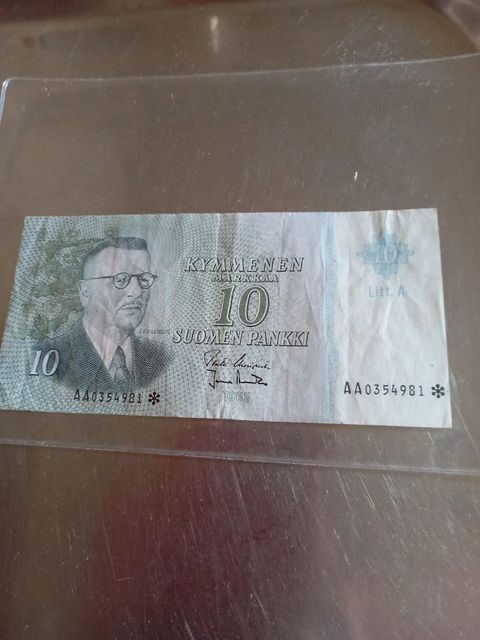 10
Litt. A
KYMMENEN
MARKKAA
10
SUOMEN PANKKI
10
1963
AA0354981*
AA0354981*